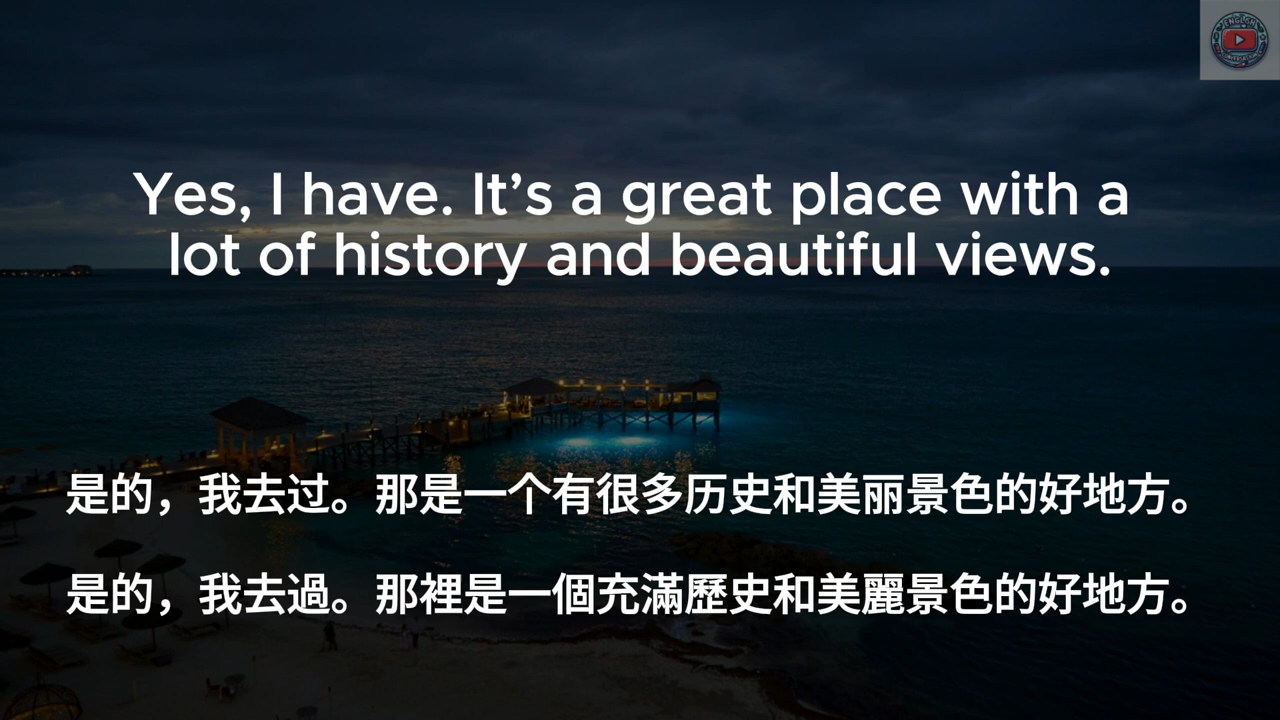 Yes, I have. It’s a great place with a
lot of history and beautiful views.
是的，我去过。那是一个有很多历史和美丽景色的好地方。
是的，我去過。那裡是一個充滿歷史和美麗景色的好地方。